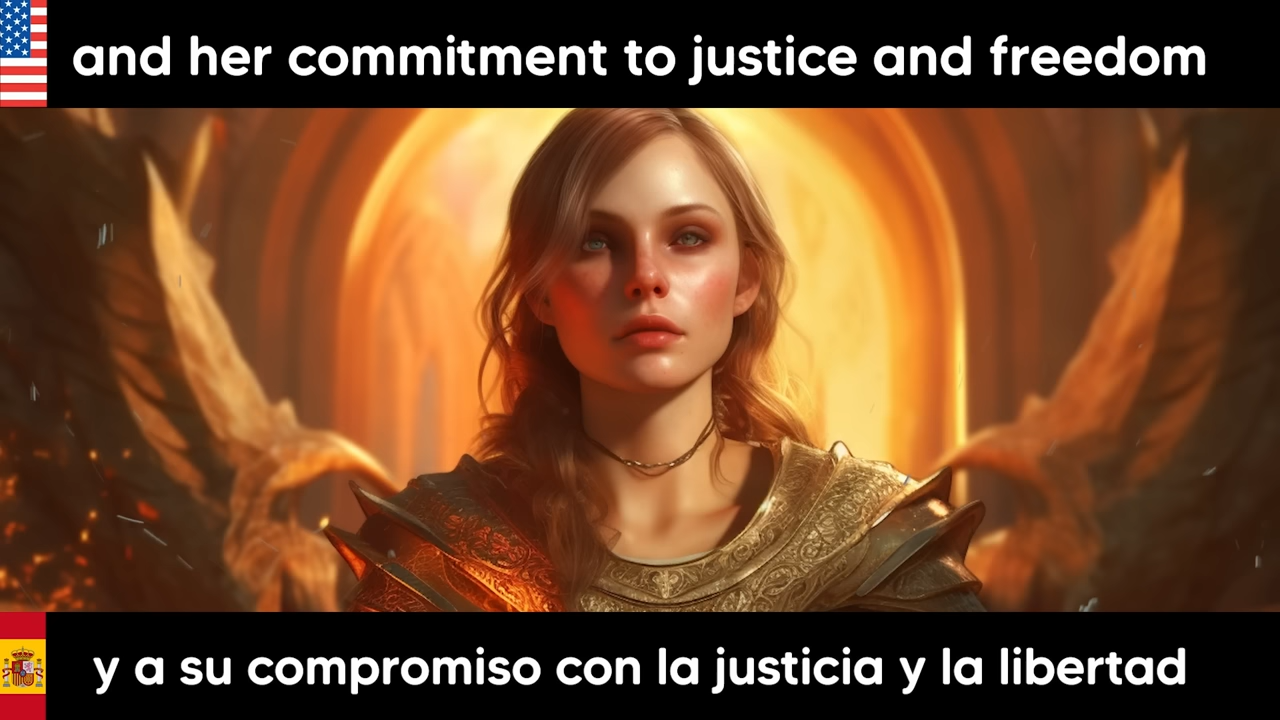 and her commitment to justice and freedom
y a su compromiso con la justicia y la libertad